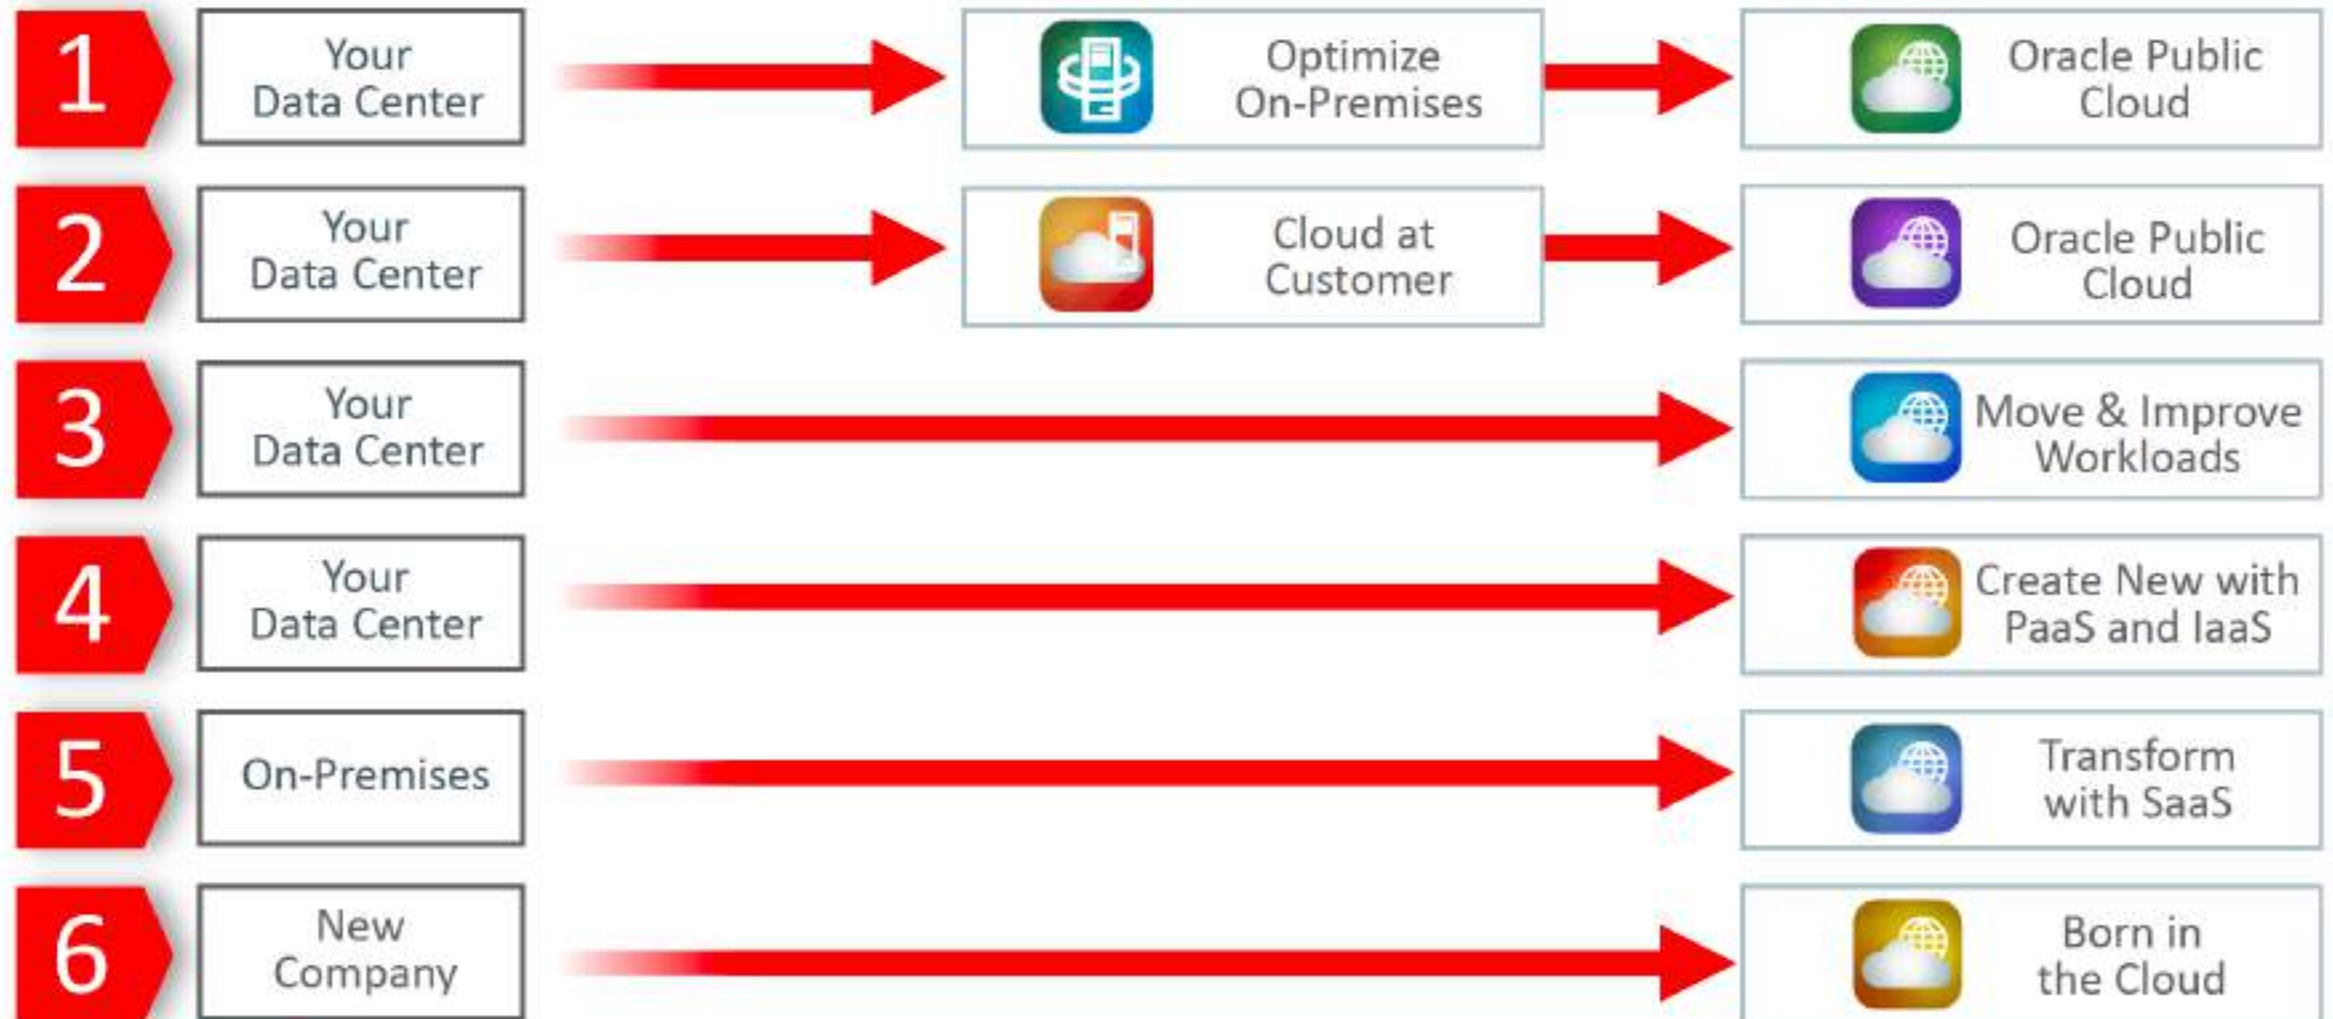 1
Your
Data Center
Optimize
On-Premises
Oracle Public
Cloud
2
Your
Data Center
Cloud at
Customer
Oracle Public
Cloud
3
Your
Data Center
Move & Improve
Workloads
4
Your
Data Center
Create New with
PaaS and IaaS
5
On-Premises
Transform
with SaaS
6
New
Company
Born in
the Cloud